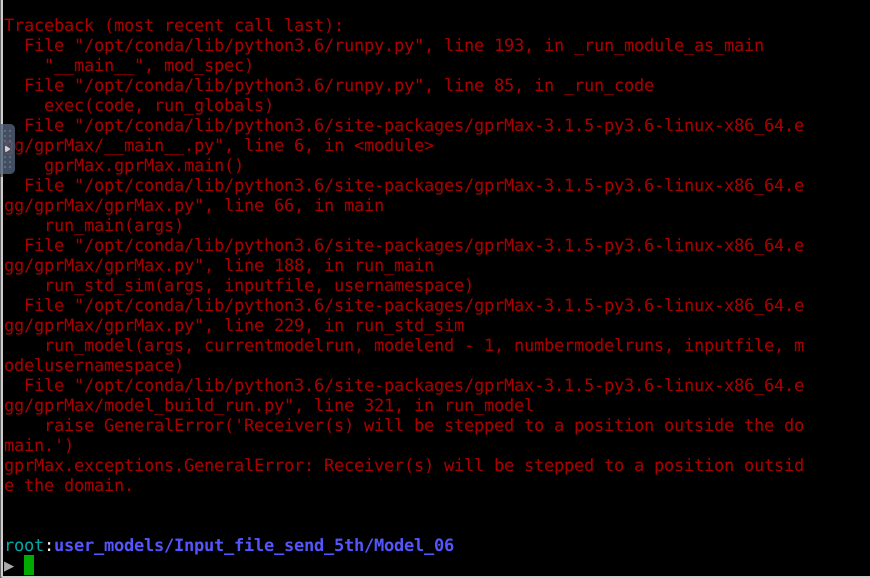 Traceback (most recent call last):
  File "/opt/conda/lib/python3.6/runpy.py", line 193, in _run_module_as_main
    "__main__", mod_spec)
  File "/opt/conda/lib/python3.6/runpy.py", line 85, in _run_code
    exec(code, run_globals)
  File "/opt/conda/lib/python3.6/site-packages/gprMax-3.1.5-py3.6-linux-x86_64.e
g/gprMax/__main__.py", line 6, in <module>
    gprMax.gprMax.main()
  File "/opt/conda/lib/python3.6/site-packages/gprMax-3.1.5-py3.6-linux-x86_64.e
gg/gprMax/gprMax.py", line 66, in main
    run_main(args)
  File "/opt/conda/lib/python3.6/site-packages/gprMax-3.1.5-py3.6-linux-x86_64.e
gg/gprMax/gprMax.py", line 188, in run_main
    run_std_sim(args, inputfile, usernamespace)
  File "/opt/conda/lib/python3.6/site-packages/gprMax-3.1.5-py3.6-linux-x86_64.e
gg/gprMax/gprMax.py", line 229, in run_std_sim
    run_model(args, currentmodelrun, modelend - 1, numbermodelruns, inputfile, m
odelusernamespace)
  File "/opt/conda/lib/python3.6/site-packages/gprMax-3.1.5-py3.6-linux-x86_64.e
gg/gprMax/model_build_run.py", line 321, in run_model
    raise GeneralError('Receiver(s) will be stepped to a position outside the do
main.')
gprMax.exceptions.GeneralError: Receiver(s) will be stepped to a position outsid
e the domain.
root:user_models/Input_file_send_5th/Model_06